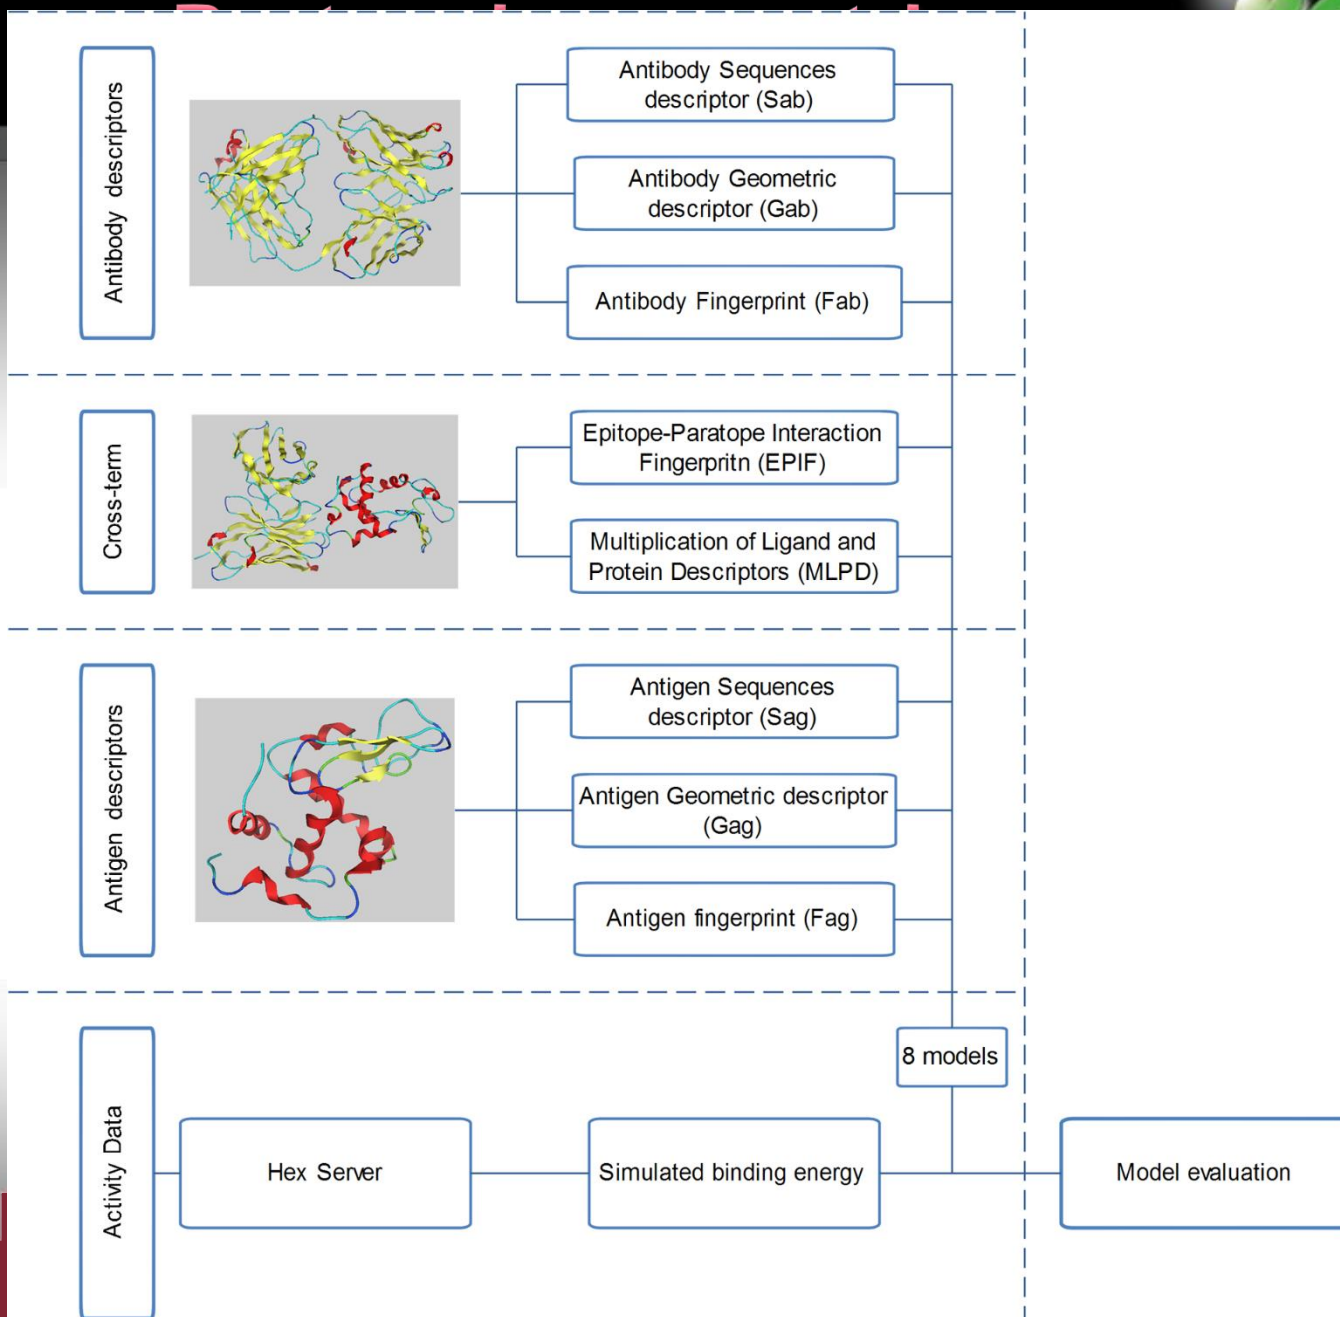 Antibody descriptors
Antibody Sequences
descriptor (Sab)
Antibody Geometric
descriptor (Gab)
Antibody Fingerprint (Fab)
Cross-term
Epitope-Paratope Interaction
Fingerpritn (EPIF)
Multiplication of Ligand and
Protein Descriptors (MLPD)
Antigen descriptors
Antigen Sequences
descriptor (Sag)
Antigen Geometric descriptor
(Gag)
Antigen fingerprint (Fag)
8 models
Activity Data
Hex Server
Simulated binding energy
Model evaluation